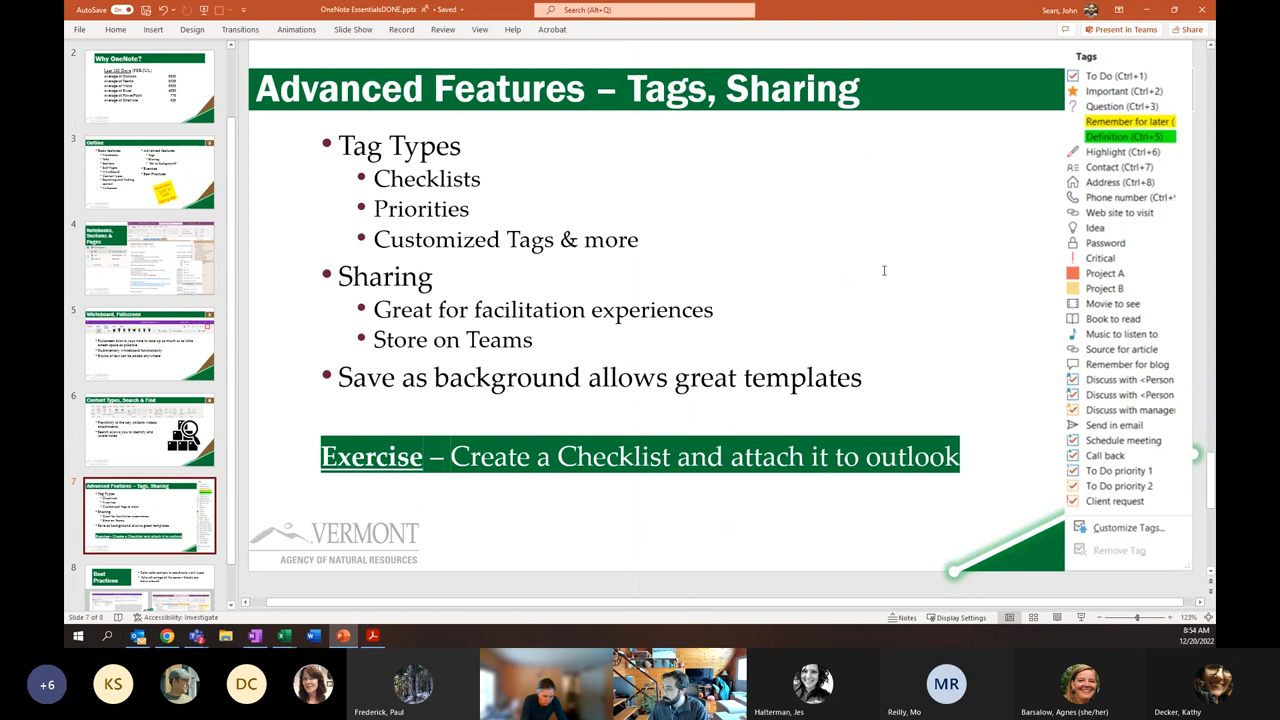 AutoSave On
OneNote EssentialsDONE.pptx
Saved
Search (Alt+Q)
Sears, John
File Home Insert Design Transitions Animations Slide Show Record Review View Help Acrobat
Present in Teams
Share
2
Why OneNote?
3
Outline
4
Notebooks, Sections & Pages
5
Whiteboard, Fullscreen
6
Content Types, Search & Find
7
Advanced Features – Tags, Sharing
8
Best Practices
Advanced Features – Tags, Sharing
• Tag Types
• Checklists
• Priorities
• Customized Tags & more
• Sharing
• Great for facilitation experiences
• Store on Teams
• Save as background allows great templates
Exercise – Create a Checklist and attach it to outlook
VERMONT
AGENCY OF NATURAL RESOURCES
Tags
To Do (Ctrl+1)
Important (Ctrl+2)
Question (Ctrl+3)
Remember for later (
Definition (Ctrl+5)
Highlight (Ctrl+6)
Contact (Ctrl+7)
Address (Ctrl+8)
Phone number (Ctrl+
Web site to visit
Idea
Password
Critical
Project A
Project B
Movie to see
Book to read
Music to listen to
Source for article
Remember for blog
Discuss with <Person
Discuss with <Person
Discuss with manage
Send in email
Schedule meeting
Call back
To Do priority 1
To Do priority 2
Client request
Customize Tags...
Remove Tag
Slide 7 of 8
Accessibility: Investigate
Notes
Display Settings
123%
8:54 AM
12/20/2022
+6
KS
DC
MR
Frederick, Paul
Halterman, Jes
Reilly, Mo
Barsalow, Agnes (she/her)
Decker, Kathy